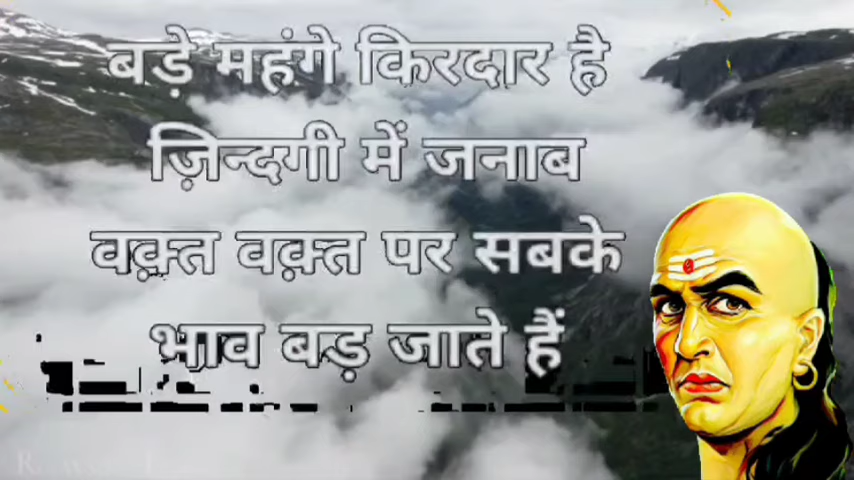 बड़े महंगे किरदार है
ज़िन्दगी में जनाब
वक़्त वक़्त पर सबके
भाव बड़ जाते हैं